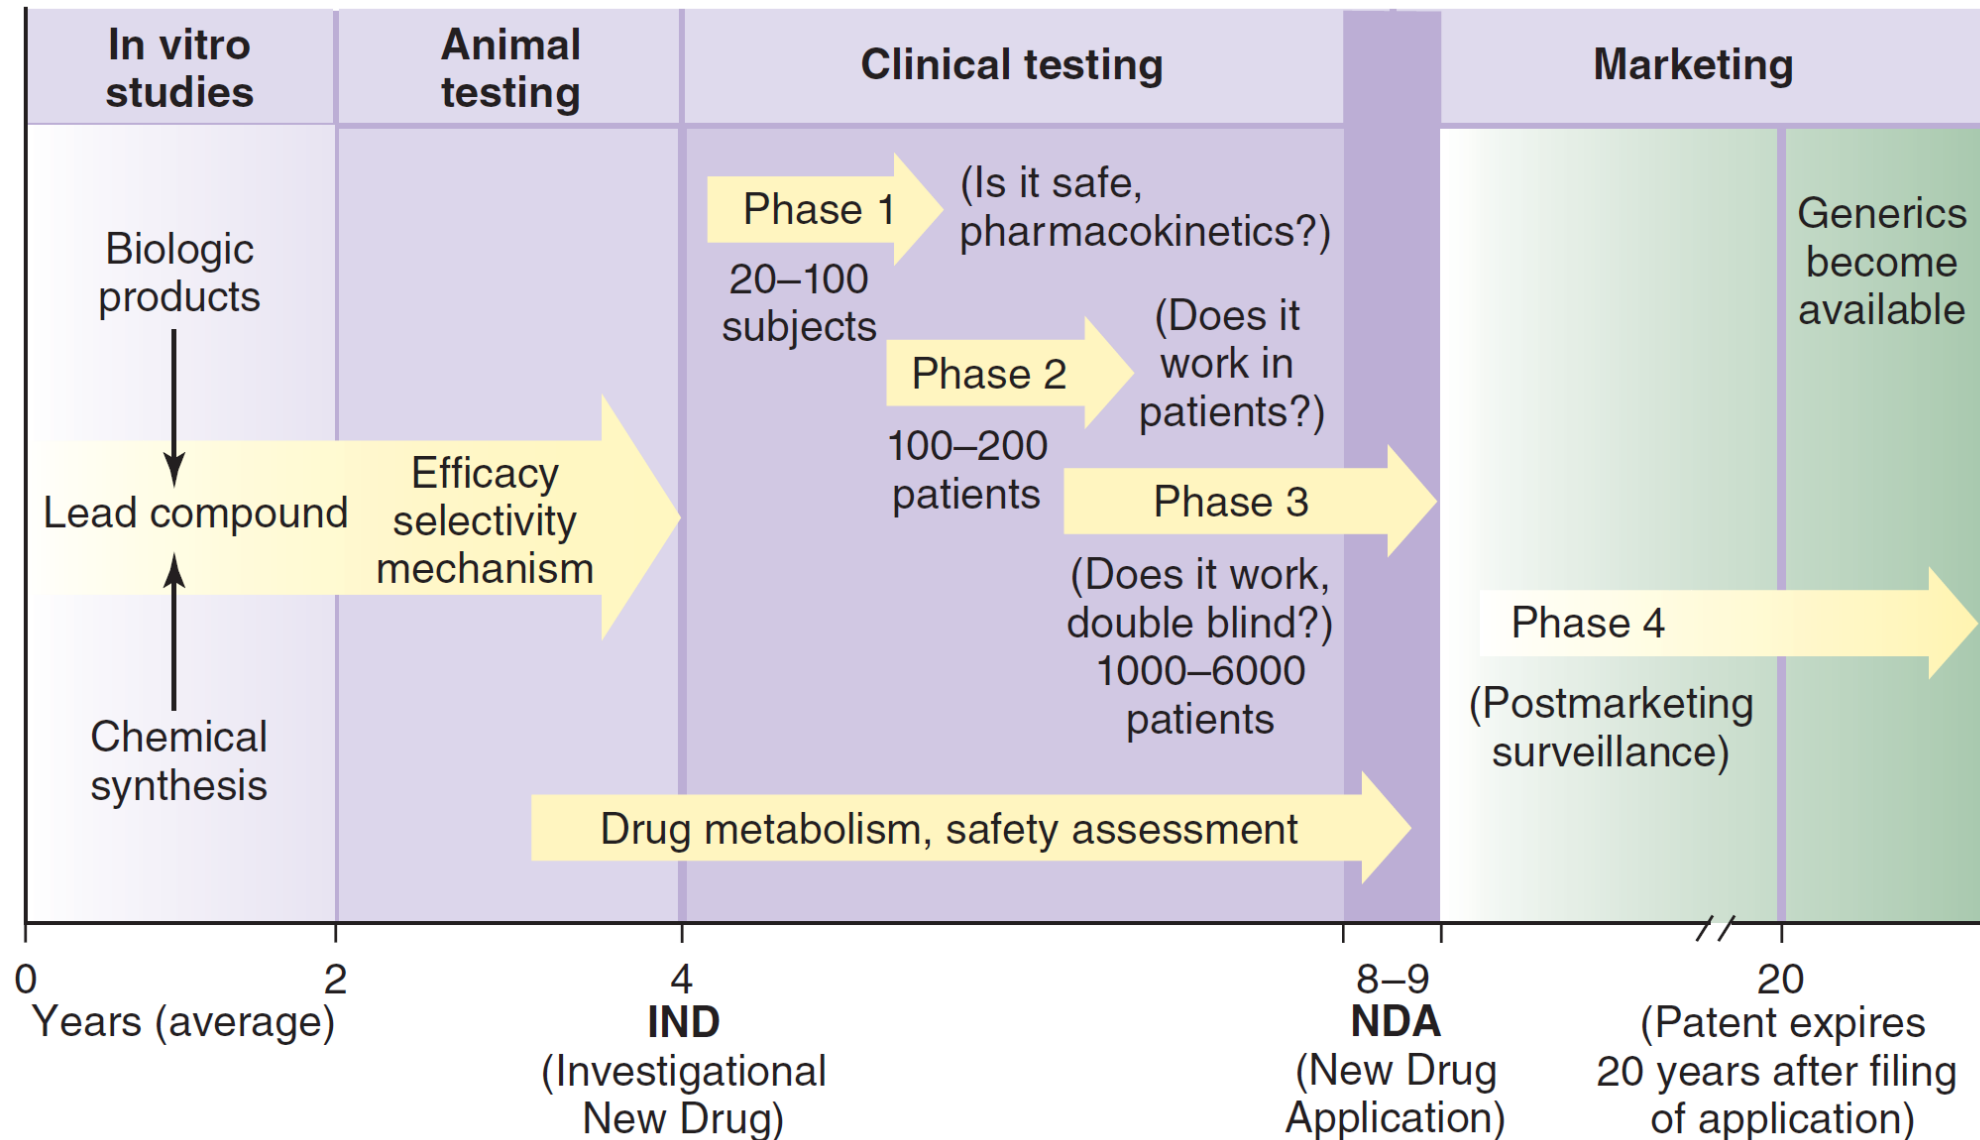 In vitro
studies
Animal
testing
Clinical testing
Marketing
Biologic
products
Lead compound
Chemical
synthesis
Efficacy
selectivity
mechanism
Phase 1
(Is it safe,
pharmacokinetics?)
20–100
subjects
Phase 2
(Does it
work in
patients?)
100–200
patients
Phase 3
(Does it work,
double blind?)
1000–6000
patients
Drug metabolism, safety assessment
Generics
become
available
Phase 4
(Postmarketing
surveillance)
0
2
4
8–9
20
Years (average)
IND
(Investigational
New Drug)
NDA
(New Drug
Application)
(Patent expires
20 years after filing
of application)